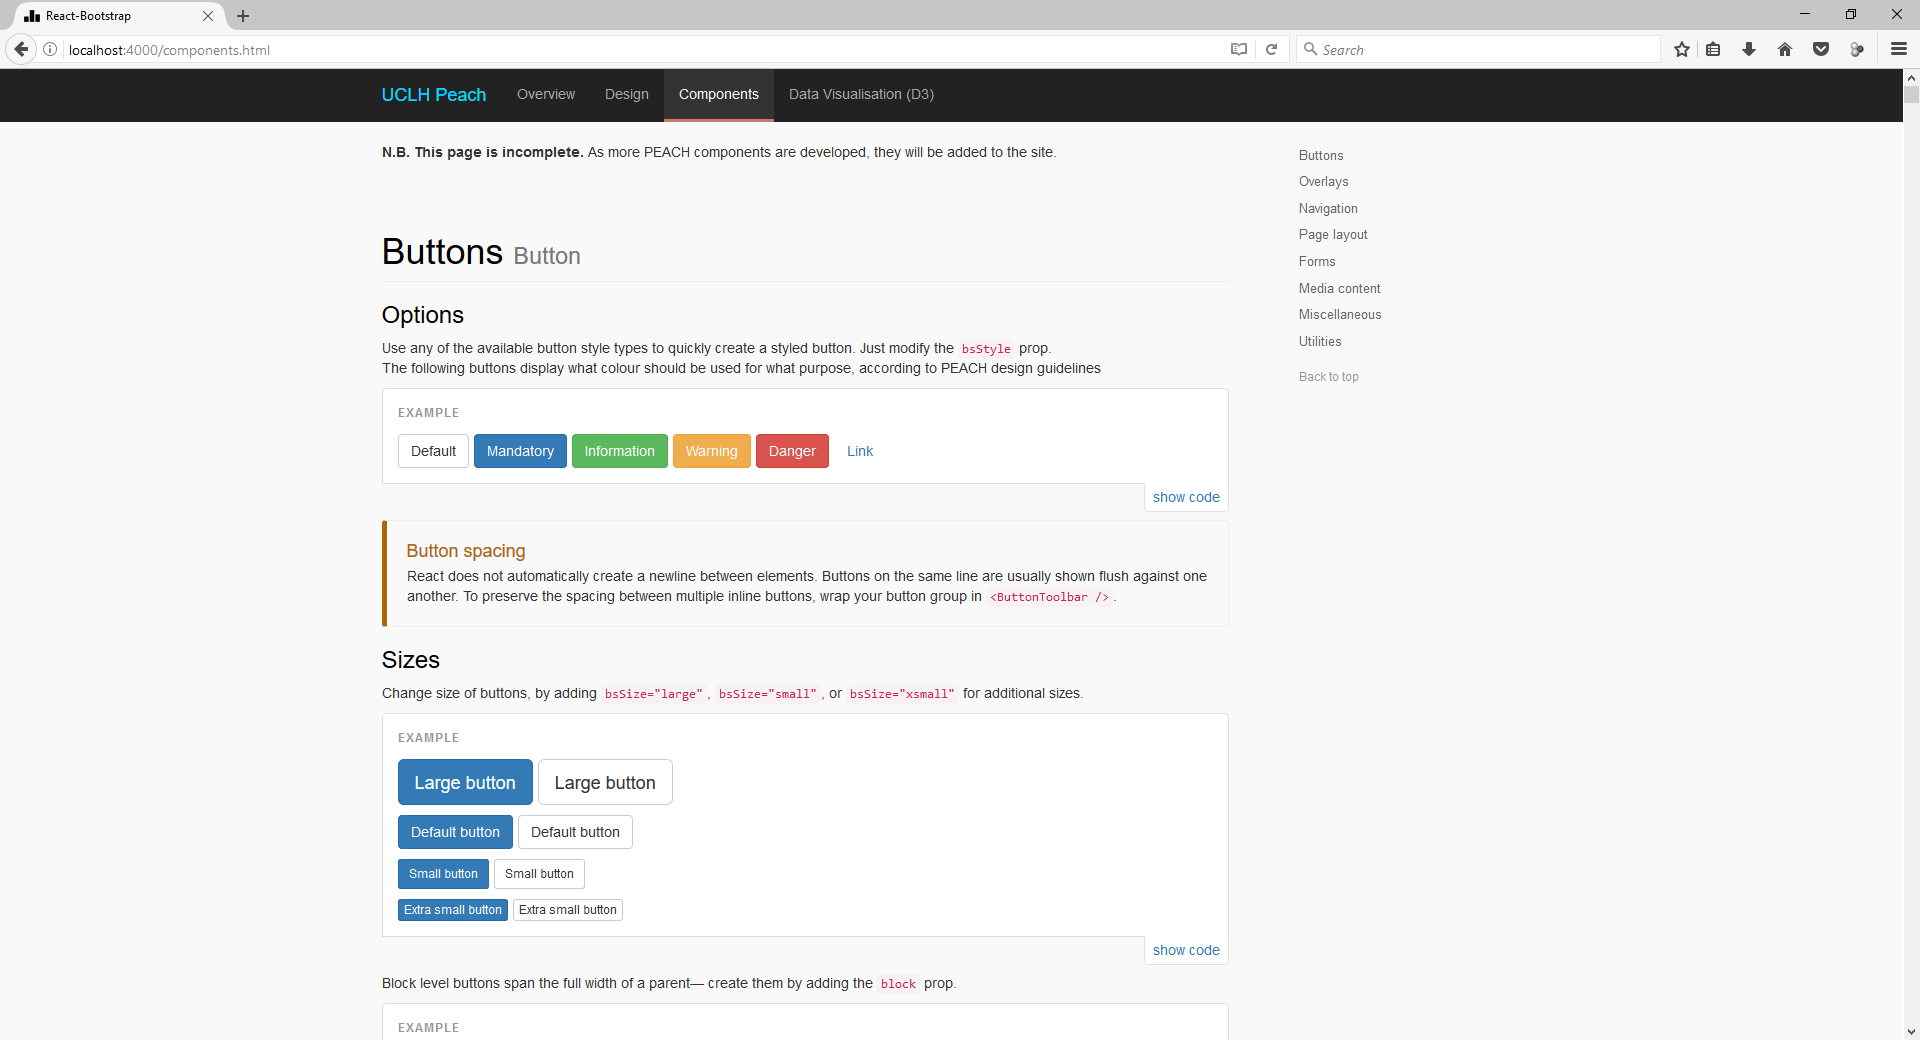 React-Bootstrap
localhost:4000/components.html
Search
UCLH Peach Overview Design Components Data Visualisation (D3)
N.B. This page is incomplete. As more PEACH components are developed, they will be added to the site.
Buttons
Overlays
Navigation
Page layout
Forms
Media content
Miscellaneous
Utilities
Back to top
Buttons Button
Options
Use any of the available button style types to quickly create a styled button. Just modify the bsStyle prop.
The following buttons display what colour should be used for what purpose, according to PEACH design guidelines
EXAMPLE
Default Mandatory Information Warning Danger Link
show code
Button spacing
React does not automatically create a newline between elements. Buttons on the same line are usually shown flush against one
another. To preserve the spacing between multiple inline buttons, wrap your button group in <ButtonToolbar />.
Sizes
Change size of buttons, by adding bsSize="large", bsSize="small", or bsSize="xsmall" for additional sizes.
EXAMPLE
Large button Large button
Default button Default button
Small button Small button
Extra small button Extra small button
show code
Block level buttons span the full width of a parent— create them by adding the block prop.
EXAMPLE